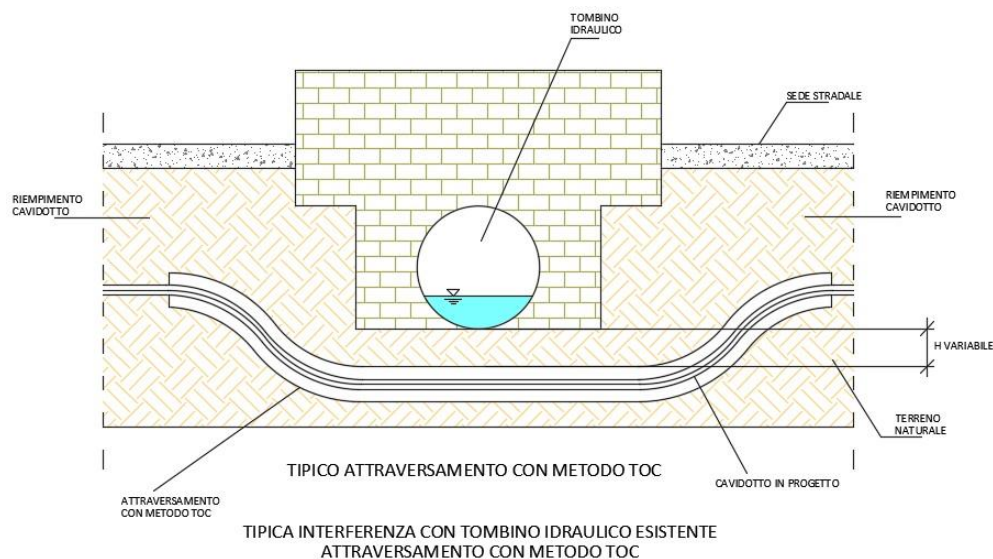 TOMBINO
IDRAULICO
SEDE STRADALE
RIEMPIMENTO
CAVIDOTTO
RIEMPIMENTO
CAVIDOTTO
H VARIABILE
TERRENO
NATURALE
TIPICO ATTRAVERSAMENTO CON METODO TOC
CAVIDOTTO IN PROGETTO
ATTRAVERSAMENTO
CON METODO TOC
TIPICA INTERFERENZA CON TOMBINO IDRAULICO ESISTENTE
ATTRAVERSAMENTO CON METODO TOC